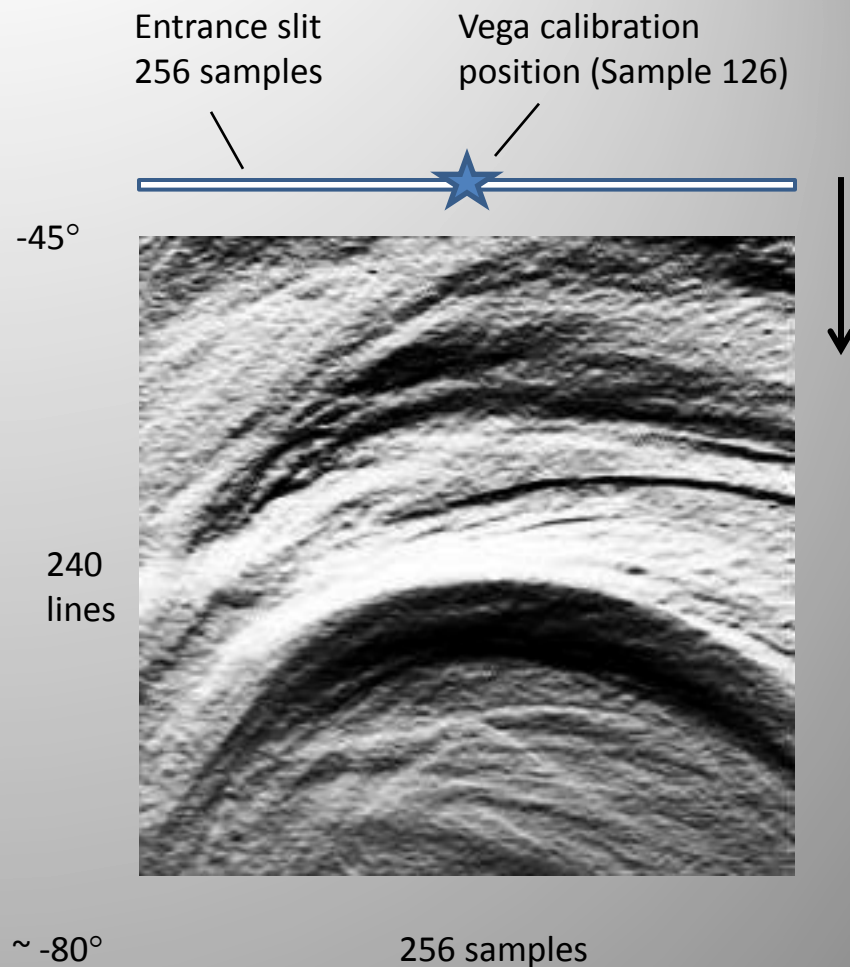 Entrance slit
256 samples
Vega calibration
position (Sample 126)
-45°
240
lines
~ -80°
256 samples